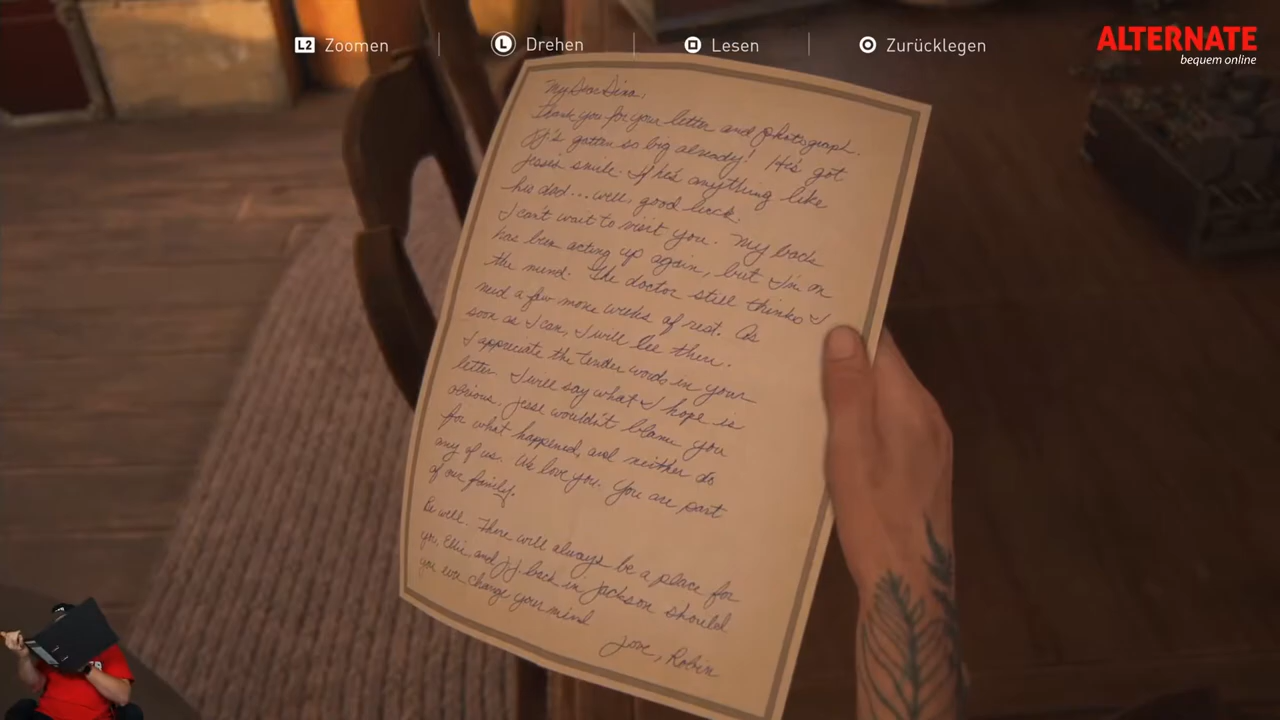 L2 Zoomen
L Drehen
Lesen
Zurücklegen
ALTERNATE
bequem online
My Dear Dina,
Thank you for your letter and photograph.
JJ's gotten so big already! He's got
Jesse's smile. If he's anything like
his dad... well, good luck.
I can't wait to visit you. My back
has been acting up again, but I'm on
the mend. The doctor still thinks I
need a few more weeks of rest. As
soon as I can, I will be there.
I appreciate the tender words in your
letter. I will say what I hope is
obvious. Jesse wouldn't blame you
for what happened, and neither do
any of us. We love you. You are part
of our family.
Be well. There will always be a place for
you, Ellie, and JJ back in Jackson should
you ever change your mind
Love, Robin